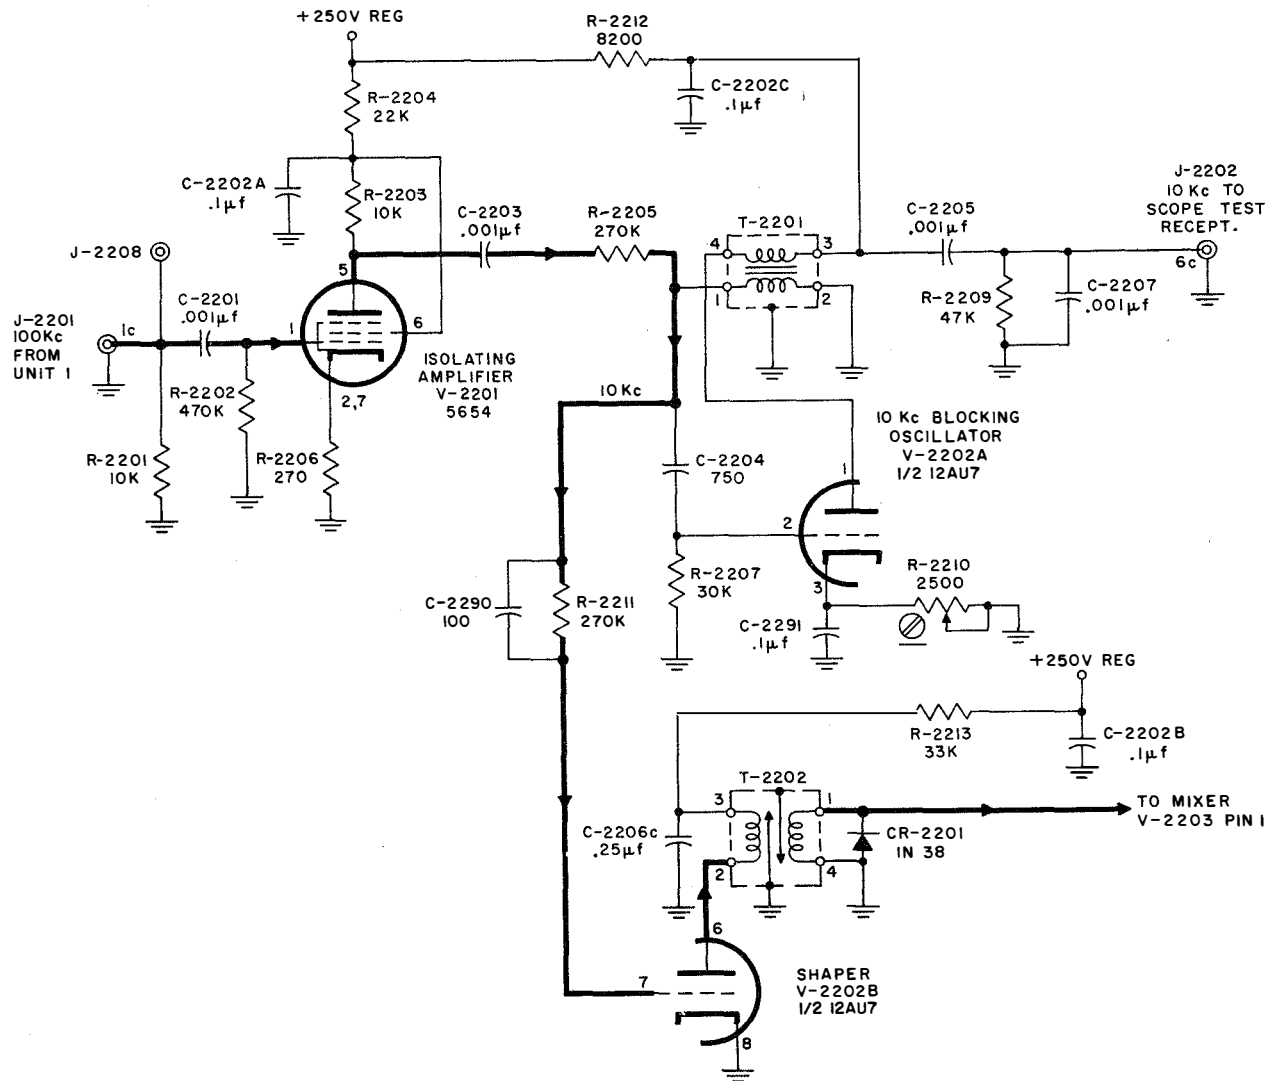 +250V REG
R-2212
8200
C-2202C
.1µf
R-2204
22K
C-2202A
.1µf
R-2203
10K
C-2203
.001µf
R-2205
270K
T-2201
4
3
1
2
C-2205
.001µf
J-2202
10 Kc TO
SCOPE TEST
RECEPT.
6c
R-2209
47K
C-2207
.001µf
J-2208
J-2201
100Kc
FROM
UNIT 1
1c
C-2201
.001µf
R-2202
470K
R-2201
10K
5
1
6
2,7
ISOLATING
AMPLIFIER
V-2201
5654
R-2206
270
10Kc
C-2204
750
10 Kc BLOCKING
OSCILLATOR
V-2202A
1/2 12AU7
1
2
3
R-2207
30K
R-2210
2500
C-2291
.1µf
C-2290
100
R-2211
270K
+250V REG
R-2213
33K
C-2202B
.1µf
T-2202
3
1
2
4
C-2206c
.25µf
CR-2201
IN 38
TO MIXER
V-2203 PIN 1
6
7
8
SHAPER
V-2202B
1/2 12AU7